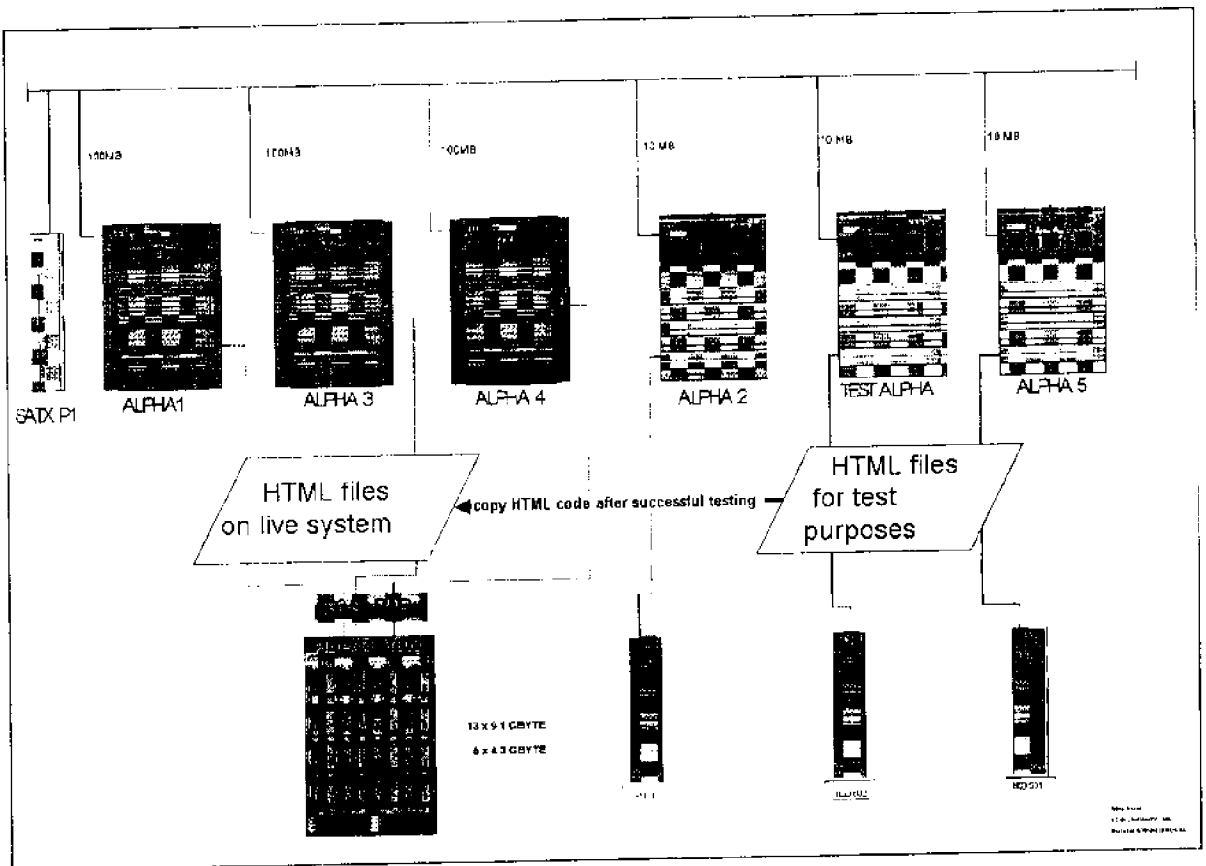 100MB
100MB
100MB
10 MB
10 MB
10 MB
SATX P1
ALPHA1
ALPHA 3
ALPHA 4
ALPHA 2
TEST ALPHA
ALPHA 5
HTML files
on live system
copy HTML code after successful testing
HTML files
for test
purposes
13 x 9.1 GBYTE
6 x 4.3 GBYTE